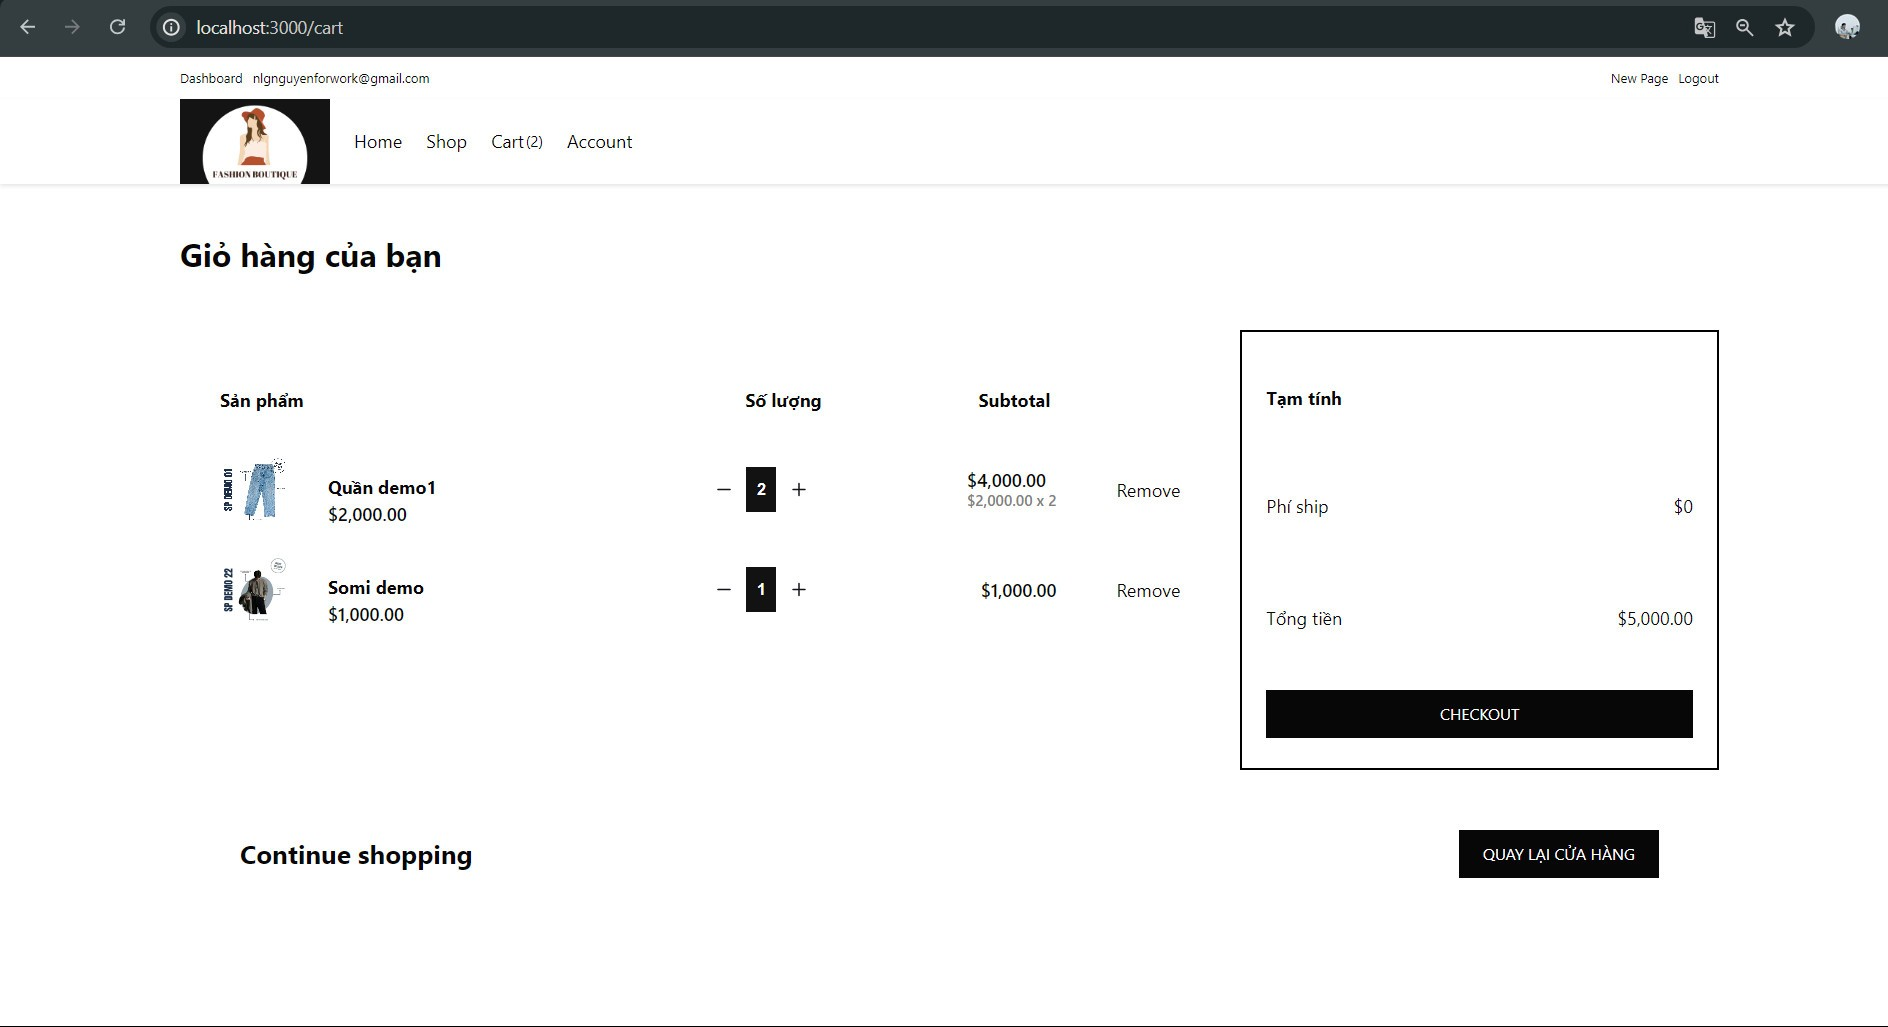 localhost:3000/cart
Dashboard nlgnguyenforwork@gmail.com New Page Logout
FASHION BOUTIQUE
Home Shop Cart(2) Account
Giỏ hàng của bạn
Sản phẩm Số lượng Subtotal
SP DEMO 01
Quần demo1
$2,000.00
2
$4,000.00
$2,000.00 x 2
Remove
SP DEMO 22
Somi demo
$1,000.00
1
$1,000.00
Remove
Tạm tính
Phí ship $0
Tổng tiền $5,000.00
CHECKOUT
Continue shopping
QUAY LẠI CỬA HÀNG